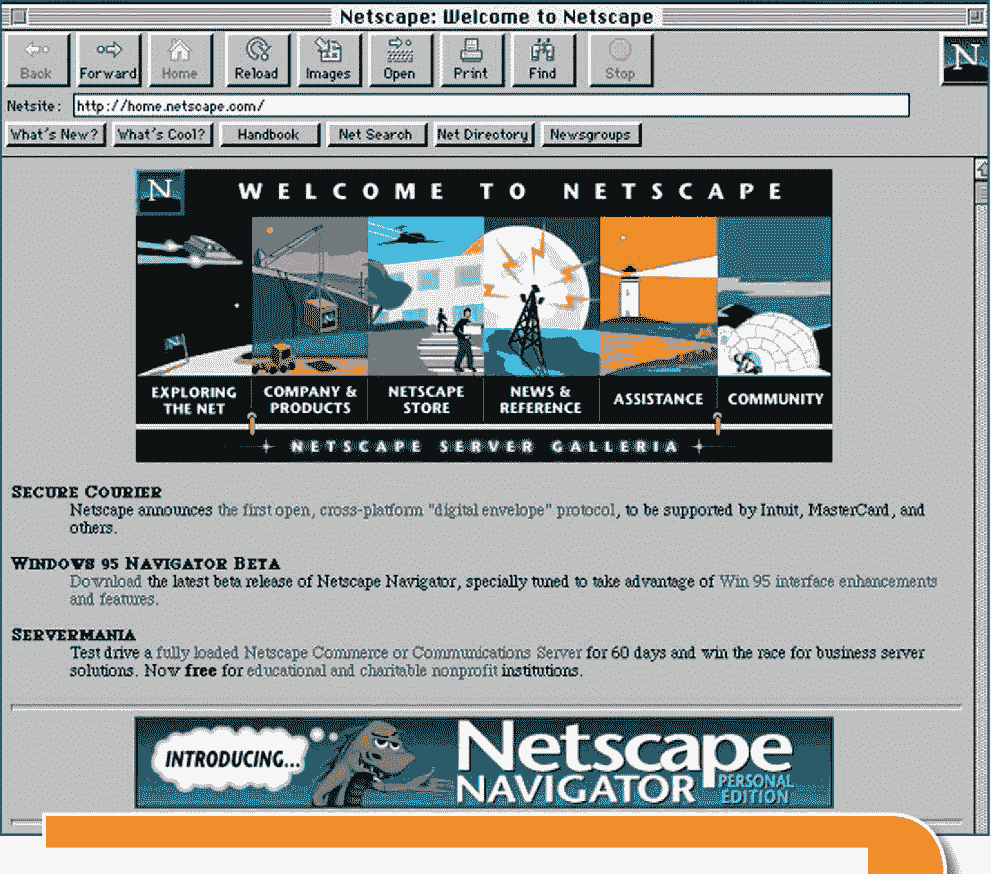 Netscape: Welcome to Netscape
Back Forward Home Reload Images Open Print Find Stop N
Netsite: http://home.netscape.com/
What's New? What's Cool? Handbook Net Search Net Directory Newsgroups
N WELCOME TO NETSCAPE
N
N
EXPLORING THE NET
COMPANY & PRODUCTS
NETSCAPE STORE
NEWS & REFERENCE
ASSISTANCE
COMMUNITY
NETSCAPE SERVER GALLERIA
SECURE COURIER
Netscape announces the first open, cross-platform "digital envelope" protocol, to be supported by Intuit, MasterCard, and
others.
WINDOWS 95 NAVIGATOR BETA
Download the latest beta release of Netscape Navigator, specially tuned to take advantage of Win 95 interface enhancements
and features.
SERVERMANIA
Test drive a fully loaded Netscape Commerce or Communications Server for 60 days and win the race for business server
solutions. Now free for educational and charitable nonprofit institutions.
INTRODUCING...
Netscape
NAVIGATOR PERSONAL
EDITION